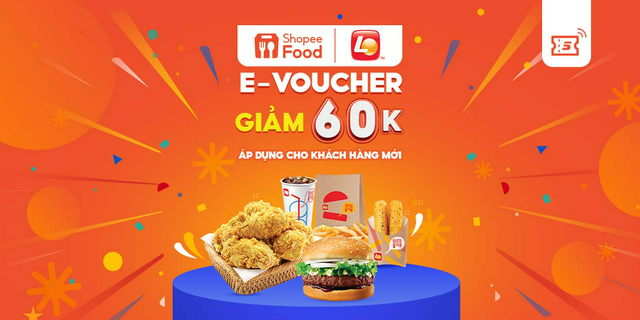 Shopee
Food
E-VOUCHER
GIẢM 60K
ÁP DỤNG CHO KHÁCH HÀNG MỚI